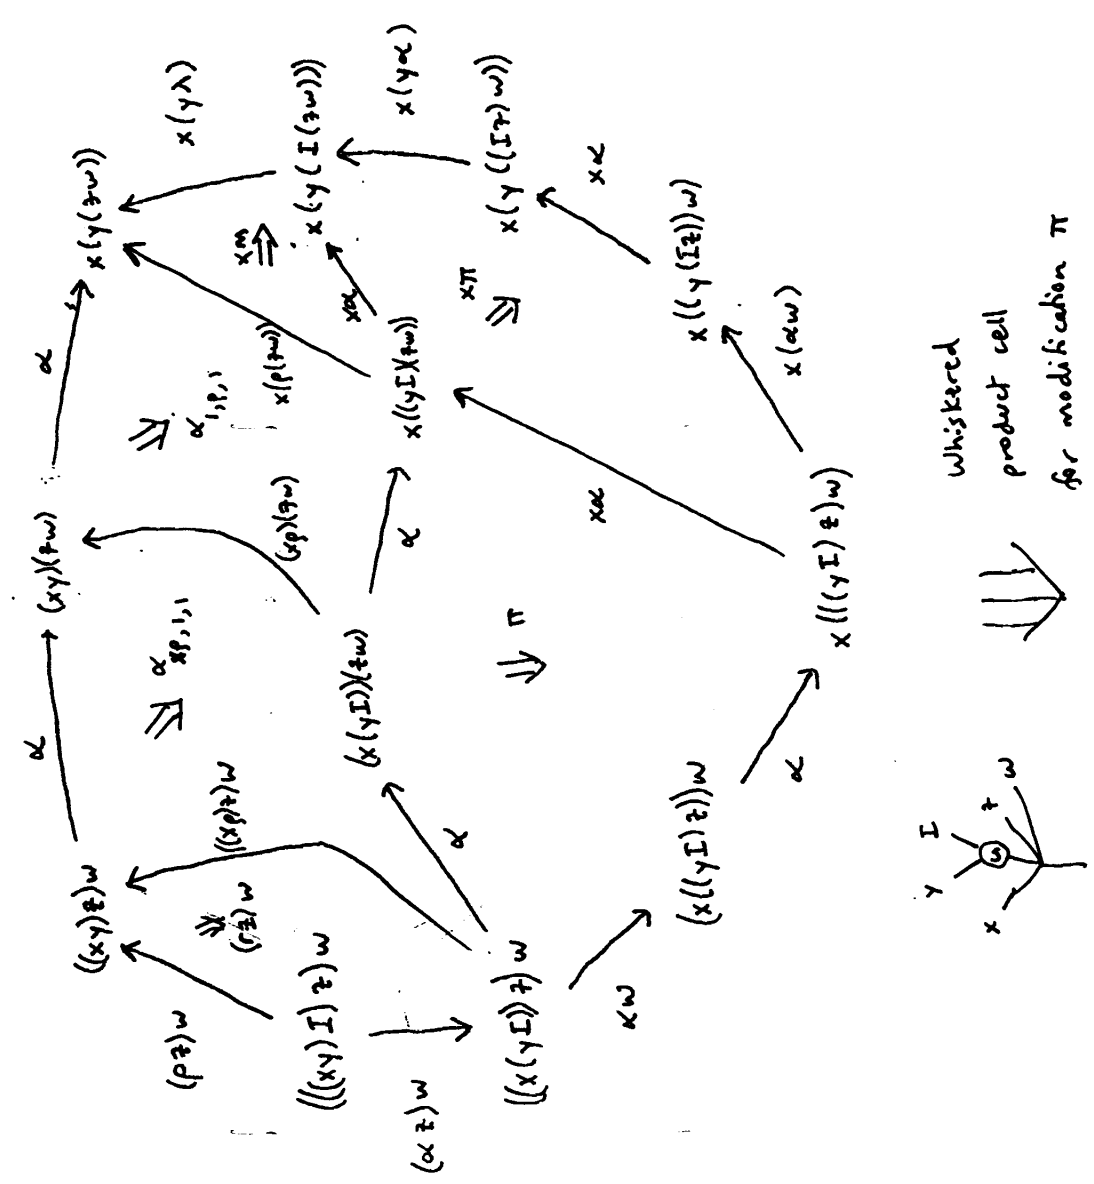 α
α
(xy)(zw)
((xy)z)w
x(y(zw))
(ρz)w
α xρ,1,1
α 1,ρ,1
x(yλ)
((xρ)z)w
(rz)w
(xρ)(zw)
x(ρ(zw))
xm
(((xy)I)z)w
x(y(I(zw)))
(x(yI))(zw)
xα
α
x((yI)(zw))
x(yα)
(αz)w
α
xπ
((x(yI))z)w
π
x(y((Iz)w))
αw
xα
xα
(x((yI)z))w
x((y(Iz))w)
α
x(αw)
x(((yI)z)w)
y I
x z w
Whiskered
product cell
for modification π